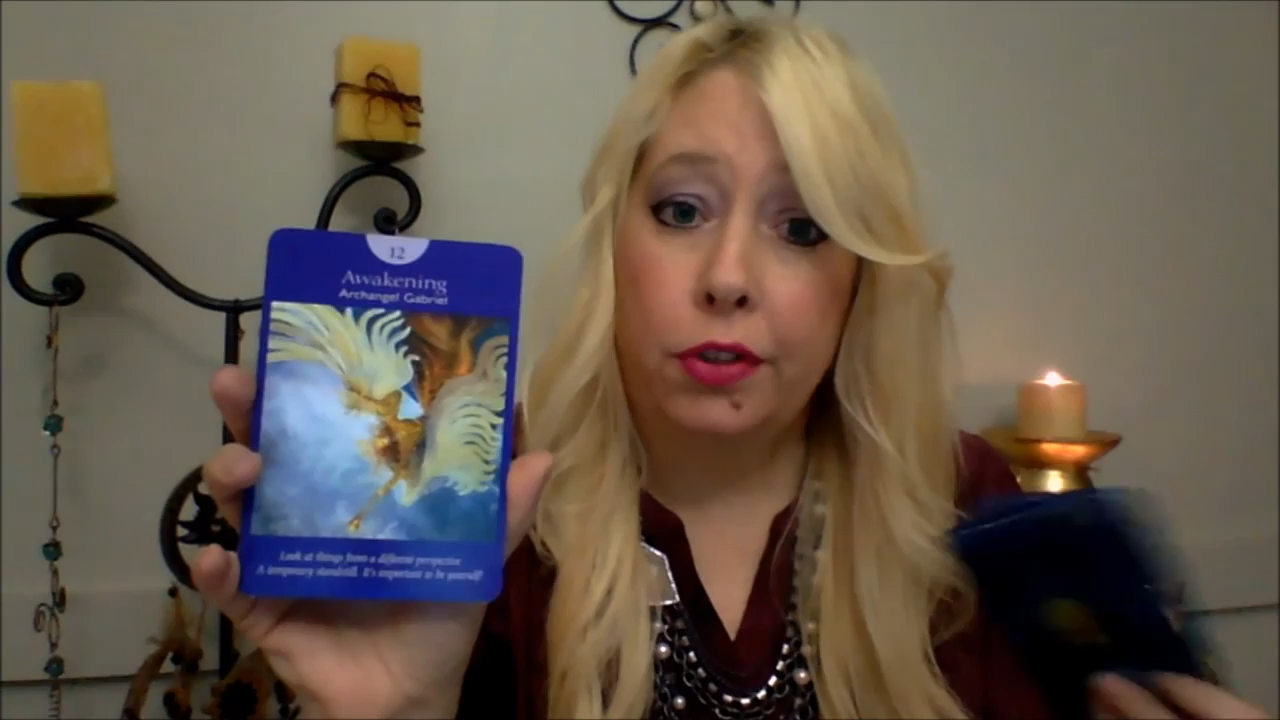 12
Awakening
Archangel Gabriel
Look at things from a different perspective
A temporary standstill. It's important to be yourself!